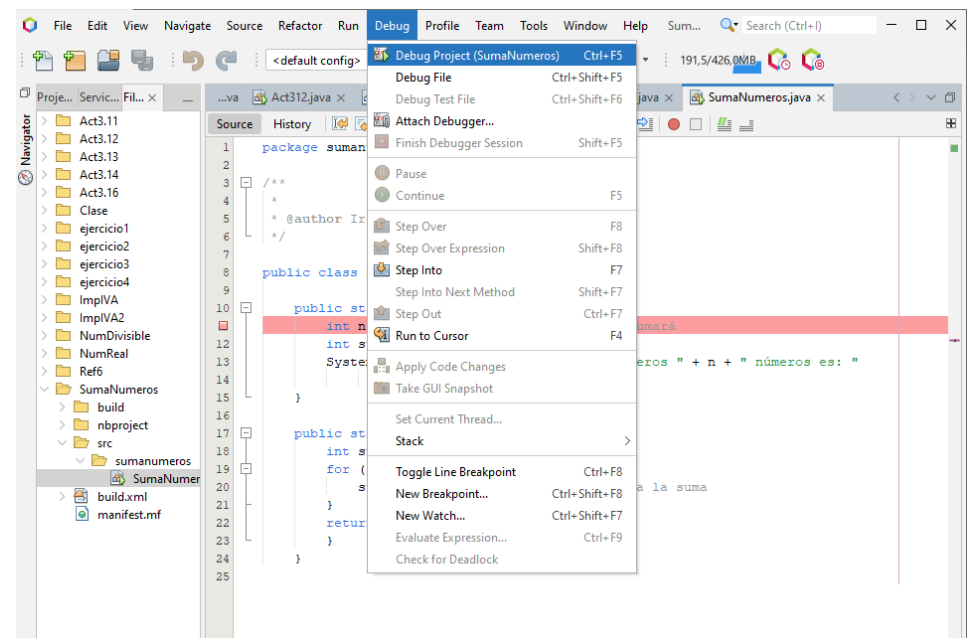 File Edit View Navigate Source Refactor Run Debug Profile Team Tools Window Help Sum... Search (Ctrl+I)
<default config> 191,5/426,0MB
Proje... Servic... Fil... ...va Act312.java java SumaNumeros.java
Navigator
Source History
Act3.11
Act3.12
Act3.13
Act3.14
Act3.16
Clase
ejercicio1
ejercicio2
ejercicio3
ejercicio4
ImpIVA
ImpIVA2
NumDivisible
NumReal
Ref6
SumaNumeros
build
nbproject
src
sumanumeros
SumaNumer
build.xml
manifest.mf
1 package suman
2
3 /**
4 *
5 * @author Ir
6 */
7
8 public class
9
10 public st
int n umará
12 int s
13 Syste eros " + n + " números es: "
14
15 }
16
17 public st
18 int s
19 for (
20 s a la suma
21 }
22 retur
23 }
24 }
25
Debug Project (SumaNumeros) Ctrl+F5
Debug File Ctrl+Shift+F5
Debug Test File Ctrl+Shift+F6
Attach Debugger...
Finish Debugger Session Shift+F5
Pause
Continue F5
Step Over F8
Step Over Expression Shift+F8
Step Into F7
Step Into Next Method Shift+F7
Step Out Ctrl+F7
Run to Cursor F4
Apply Code Changes
Take GUI Snapshot
Set Current Thread...
Stack
Toggle Line Breakpoint Ctrl+F8
New Breakpoint... Ctrl+Shift+F8
New Watch... Ctrl+Shift+F7
Evaluate Expression... Ctrl+F9
Check for Deadlock